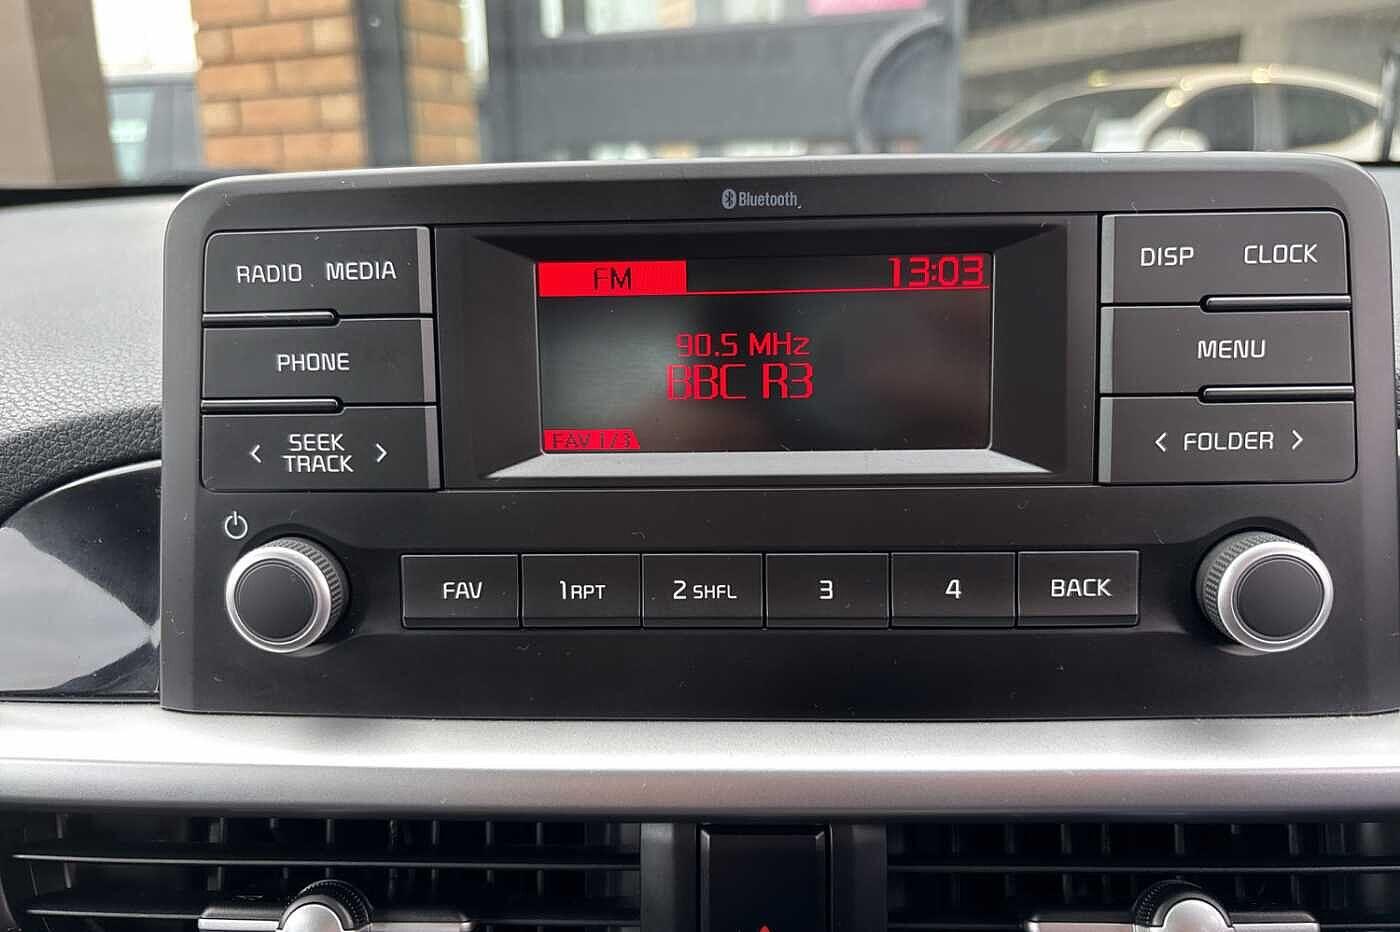 Bluetooth
RADIO MEDIA
PHONE
< SEEK TRACK >
FM 13:03
90.5 MHz
BBC R3
FAV 1/3
DISP CLOCK
MENU
< FOLDER >
FAV 1 RPT 2 SHFL 3 4 BACK